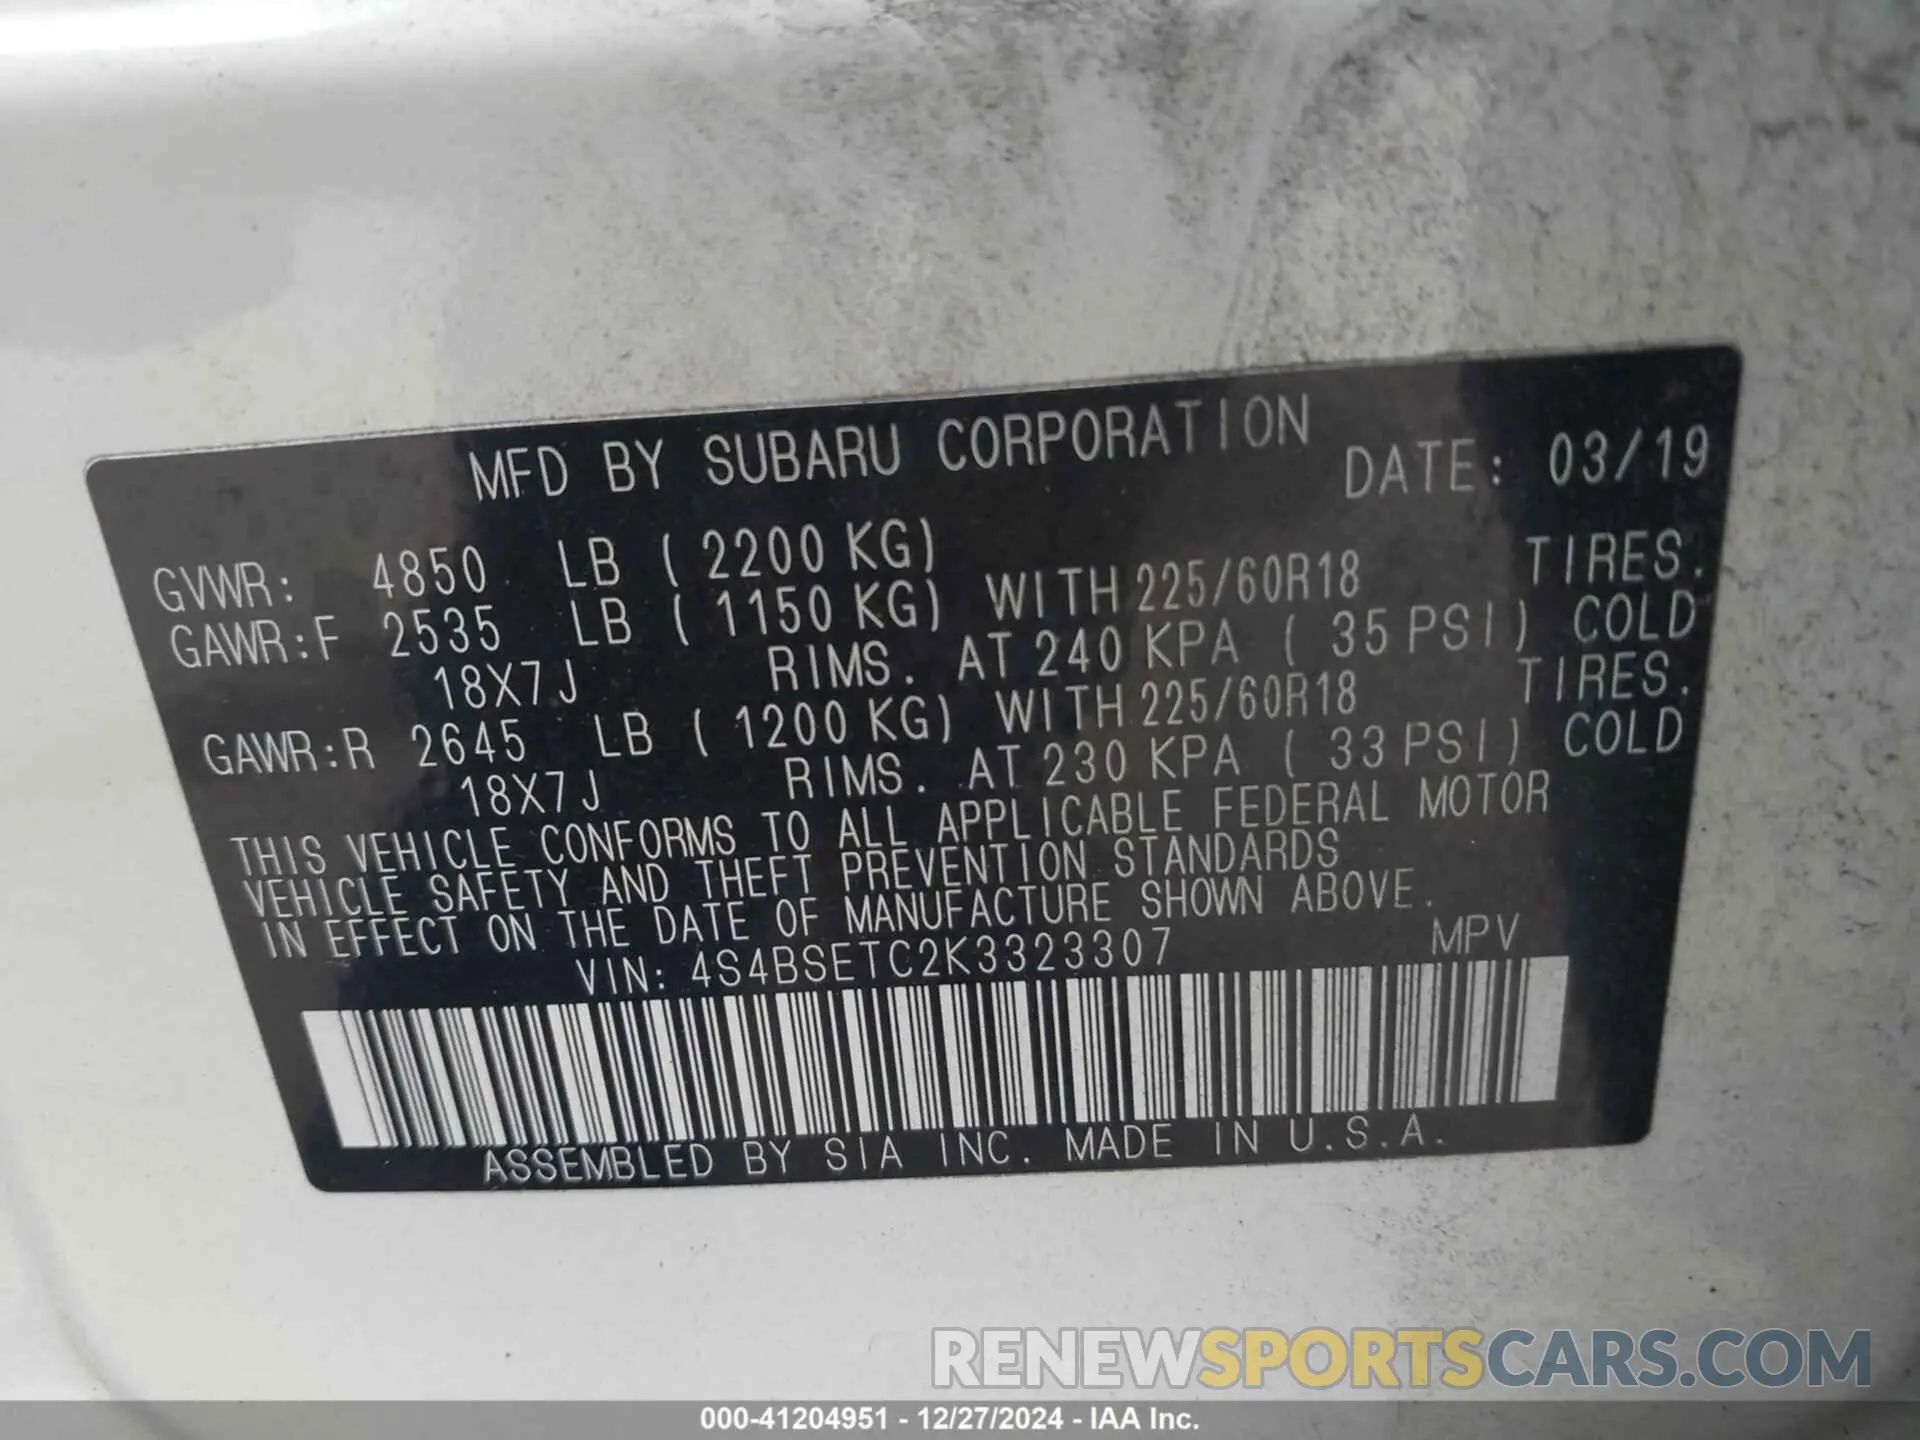 MFD BY SUBARU CORPORATION DATE: 03/19
GVWR: 4850 LB ( 2200 KG)
GAWR:F 2535 LB ( 1150 KG) WITH 225/60R18 TIRES.
18X7J RIMS. AT 240 KPA ( 35 PSI) COLD
GAWR:R 2645 LB ( 1200 KG) WITH 225/60R18 TIRES.
18X7J RIMS. AT 230 KPA ( 33 PSI) COLD
THIS VEHICLE CONFORMS TO ALL APPLICABLE FEDERAL MOTOR
VEHICLE SAFETY AND THEFT PREVENTION STANDARDS
IN EFFECT ON THE DATE OF MANUFACTURE SHOWN ABOVE.
VIN: 4S4BSETC2K3323307 MPV
ASSEMBLED BY SIA INC. MADE IN U.S.A.
RENEWSPORTSCARS.COM
000-41204951 - 12/27/2024 - IAA Inc.